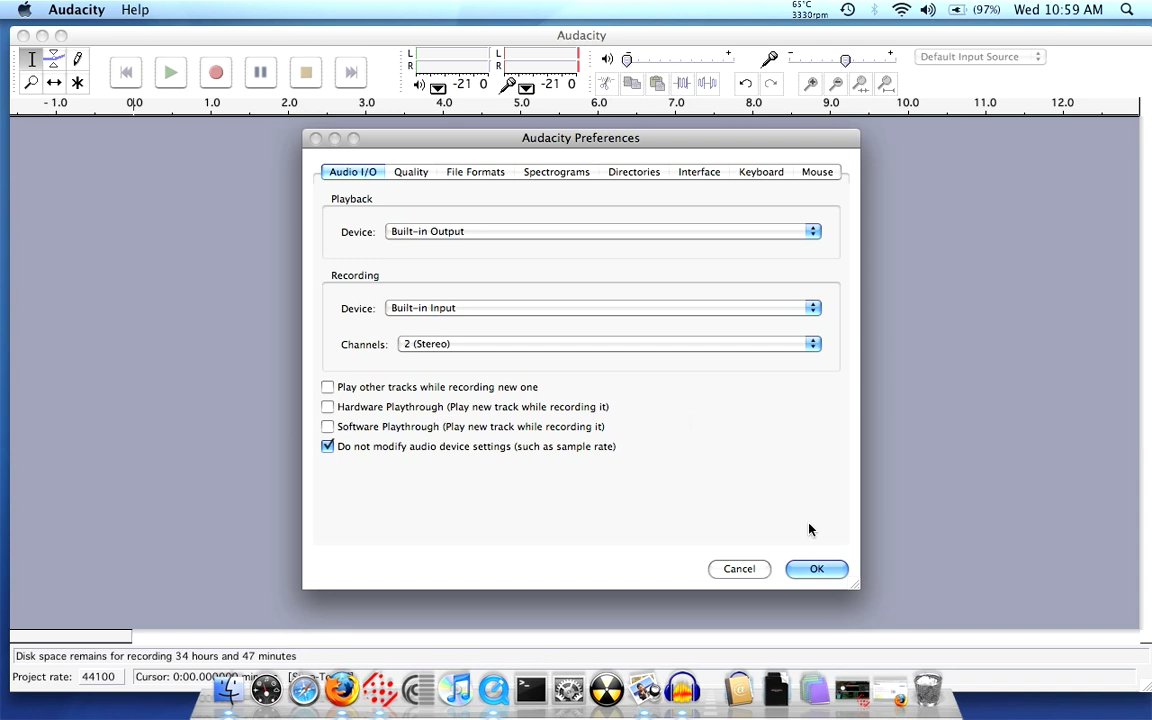 Audacity Help 65°C 3330rpm (97%) Wed 10:59 AM
Audacity
L L
R R
-21 0 -21 0
- + - +
Default Input Source
- 1.0 0.0 1.0 2.0 3.0 4.0 5.0 6.0 7.0 8.0 9.0 10.0 11.0 12.0
Audacity Preferences
Audio I/O Quality File Formats Spectrograms Directories Interface Keyboard Mouse
Playback
Device: Built-in Output
Recording
Device: Built-in Input
Channels: 2 (Stereo)
Play other tracks while recording new one
Hardware Playthrough (Play new track while recording it)
Software Playthrough (Play new track while recording it)
Do not modify audio device settings (such as sample rate)
Cancel OK
Disk space remains for recording 34 hours and 47 minutes
Project rate: 44100 Cursor: 0:00.000000 min